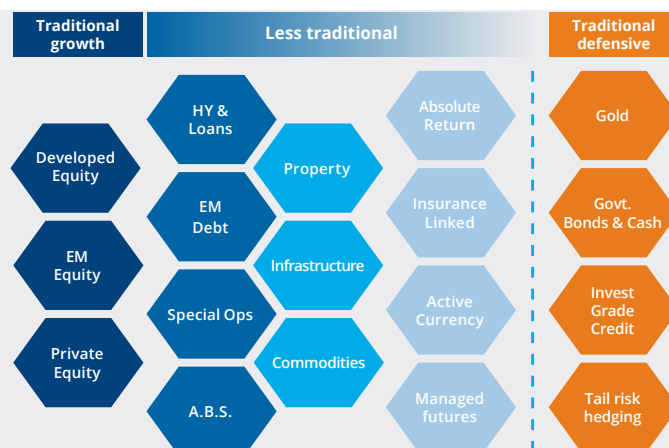 Traditional
growth
Less traditional
Traditional
defensive
Developed
Equity
EM
Equity
Private
Equity
HY &
Loans
EM
Debt
Special Ops
A.B.S.
Property
Infrastructure
Commodities
Absolute
Return
Insurance
Linked
Active
Currency
Managed
futures
Gold
Govt.
Bonds & Cash
Invest
Grade
Credit
Tail risk
hedging